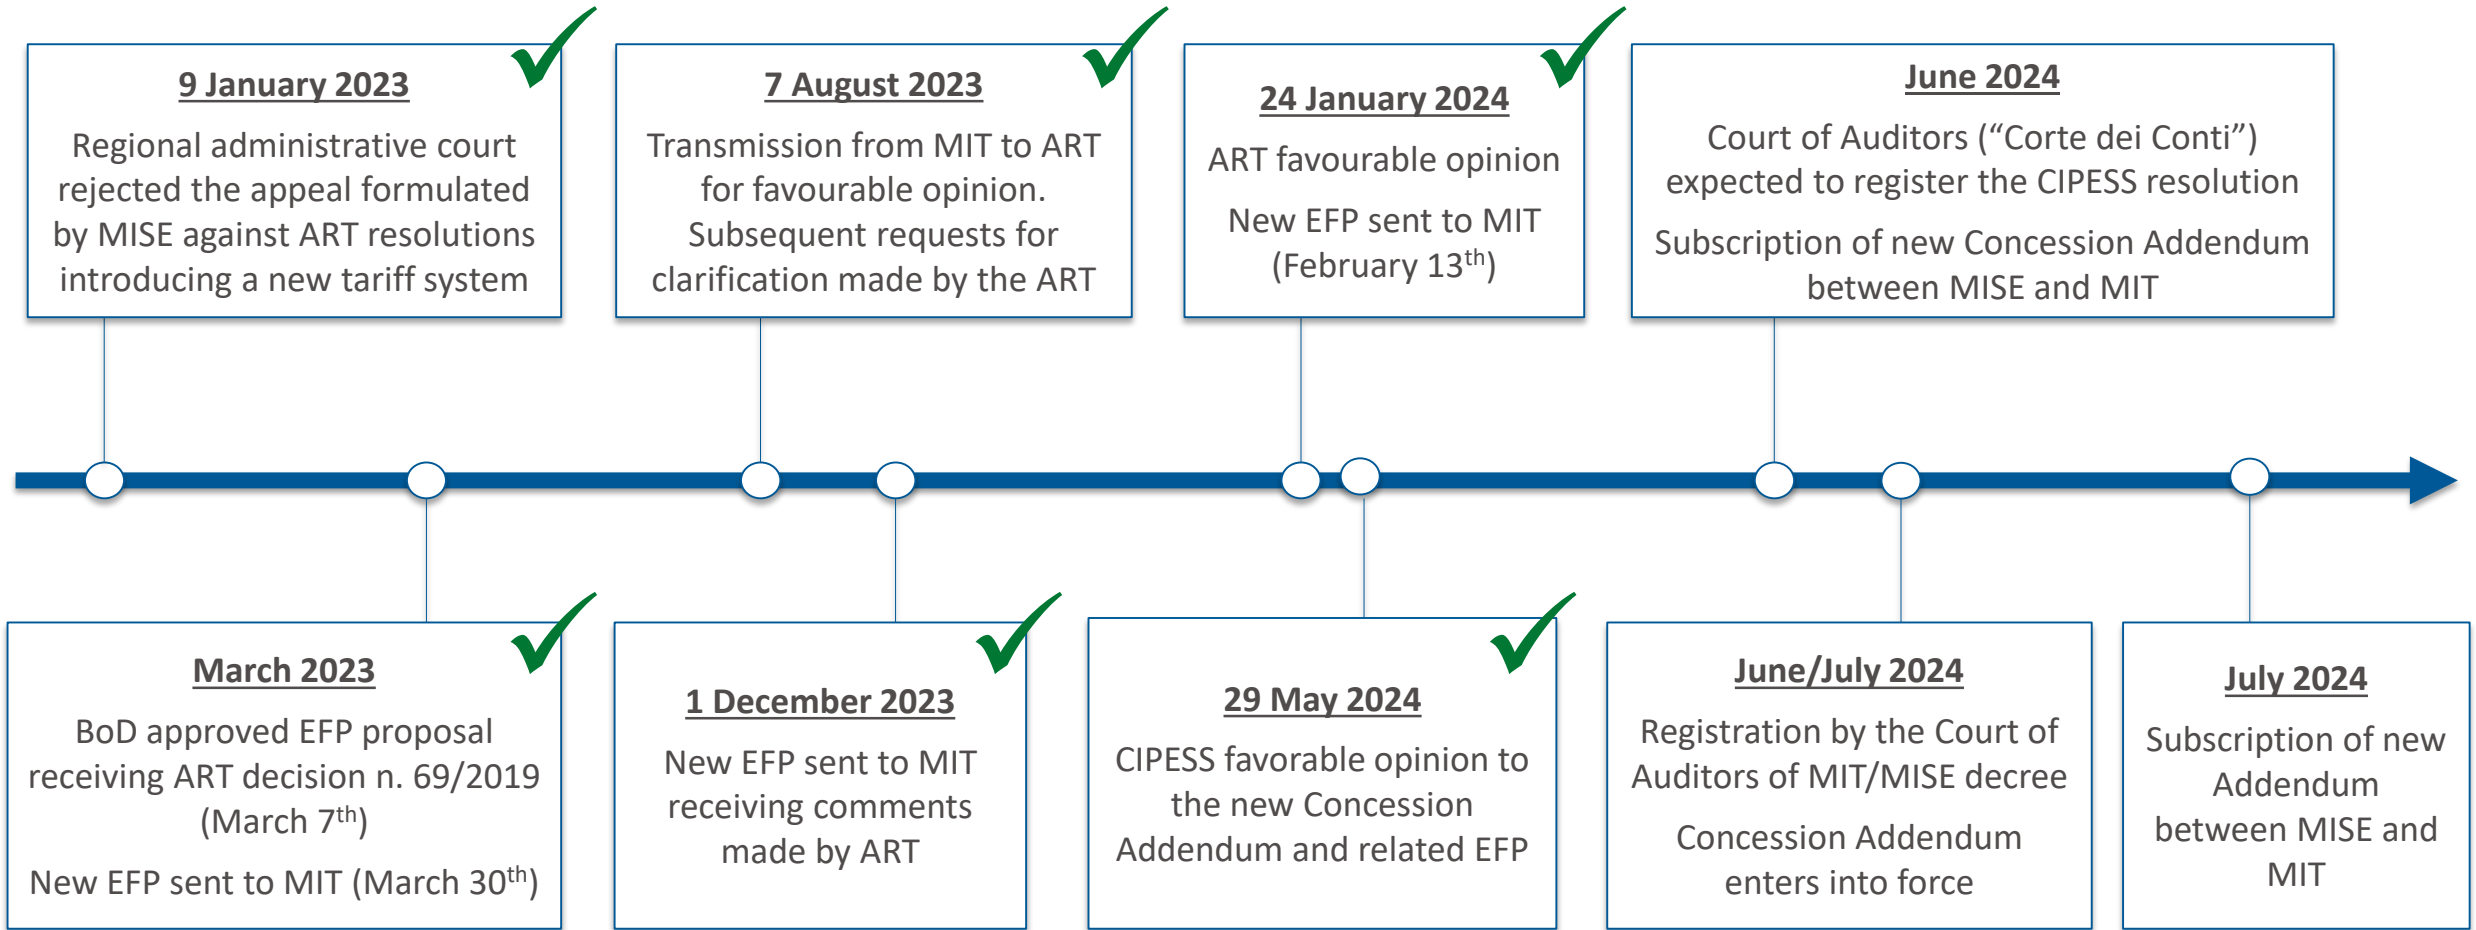 9 January 2023
Regional administrative court
rejected the appeal formulated
by MISE against ART resolutions
introducing a new tariff system
7 August 2023
Transmission from MIT to ART
for favourable opinion.
Subsequent requests for
clarification made by the ART
24 January 2024
ART favourable opinion
New EFP sent to MIT
(February 13th)
June 2024
Court of Auditors (“Corte dei Conti”)
expected to register the CIPESS resolution
Subscription of new Concession Addendum
between MISE and MIT
March 2023
BoD approved EFP proposal
receiving ART decision n. 69/2019
(March 7th)
New EFP sent to MIT (March 30th)
1 December 2023
New EFP sent to MIT
receiving comments
made by ART
29 May 2024
CIPESS favorable opinion to
the new Concession
Addendum and related EFP
June/July 2024
Registration by the Court of
Auditors of MIT/MISE decree
Concession Addendum
enters into force
July 2024
Subscription of new
Addendum
between MISE and
MIT